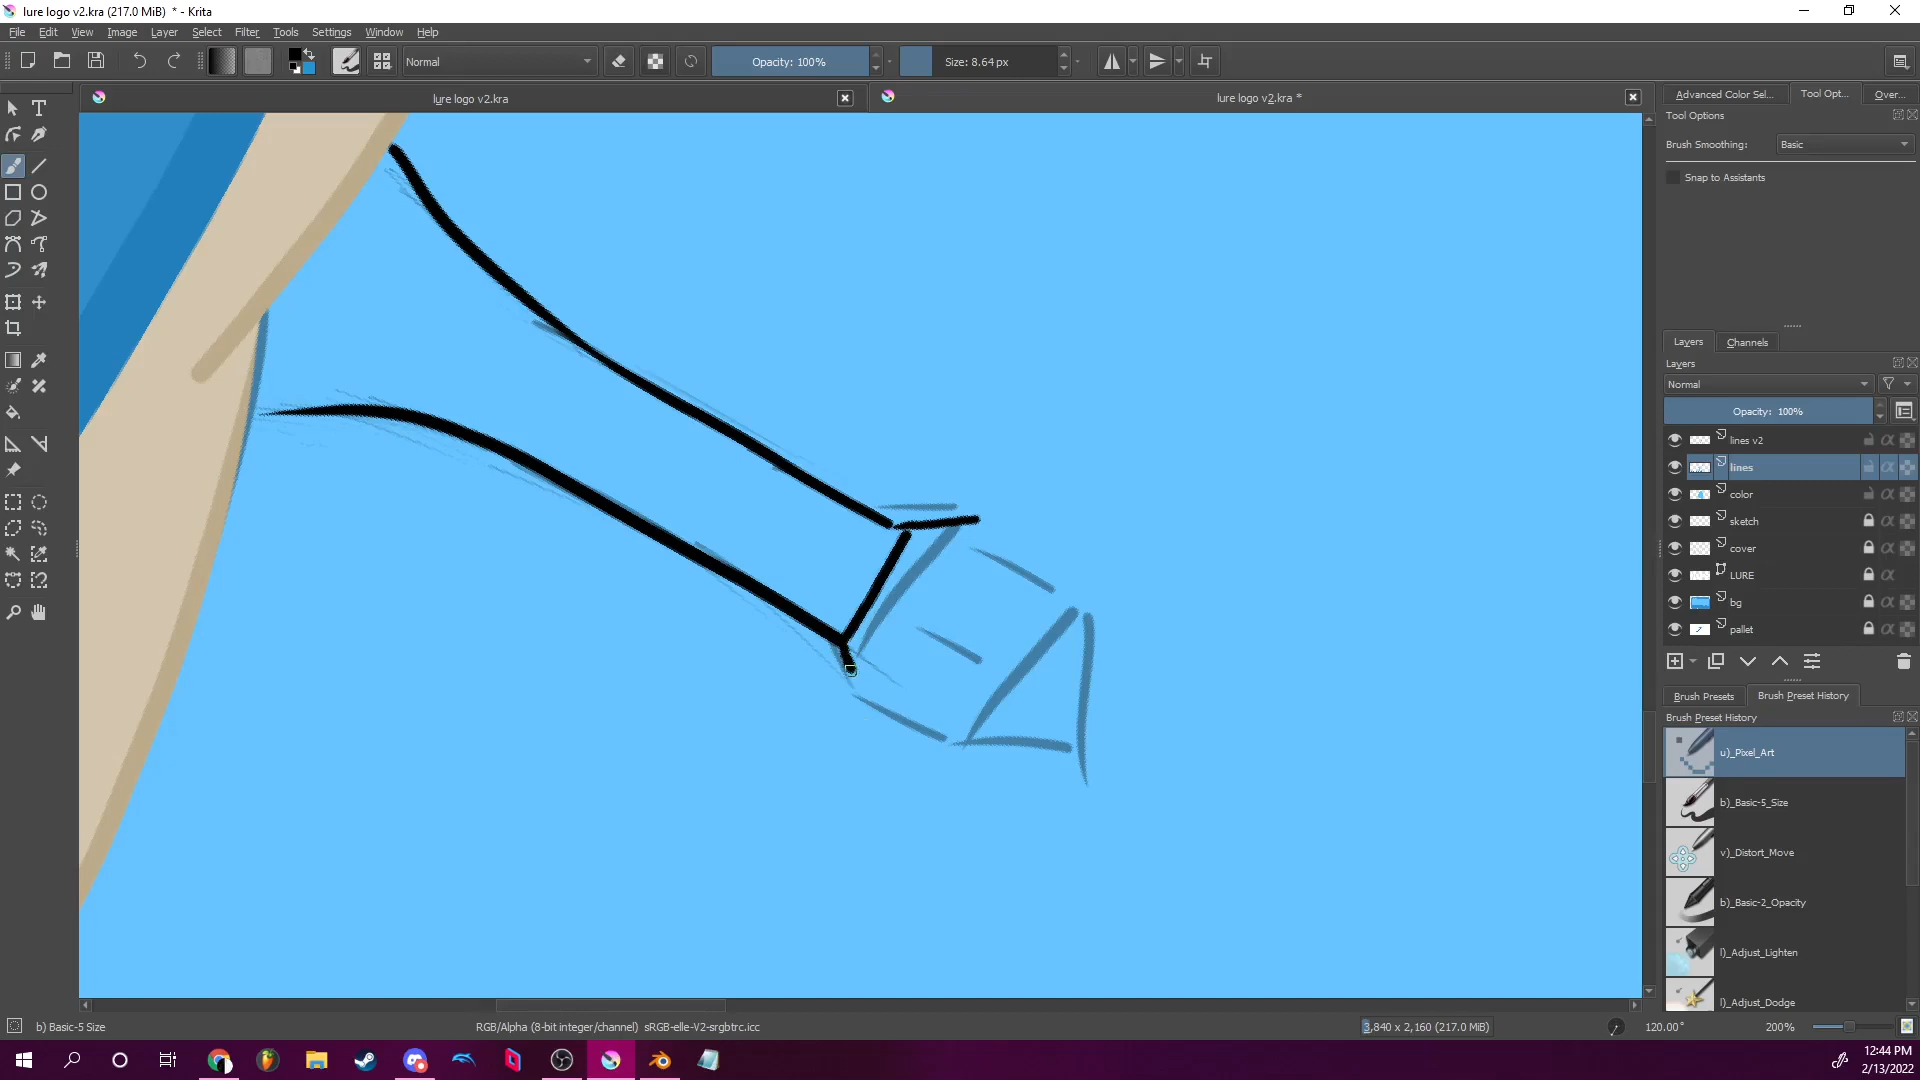 lure logo v2.kra (217.0 MiB)  * - Krita
File Edit View Image Layer Select Filter Tools Settings Window Help
Normal Opacity: 100% Size: 8.64 px
lure logo v2.kra lure logo v2.kra *
Advanced Color Sel... Tool Opt... Over...
Tool Options
Brush Smoothing: Basic
Snap to Assistants
Layers Channels
Layers
Normal
Opacity: 100%
lines v2
lines
color
sketch
cover
LURE
bg
pallet
Brush Presets Brush Preset History
Brush Preset History
u)_Pixel_Art
b)_Basic-5_Size
v)_Distort_Move
b)_Basic-2_Opacity
l)_Adjust_Lighten
l)_Adjust_Dodge
b) Basic-5 Size RGB/Alpha (8-bit integer/channel) sRGB-elle-V2-srgbtrc.icc 3,840 x 2,160 (217.0 MiB) 120.00° 200%
12:44 PM
2/13/2022